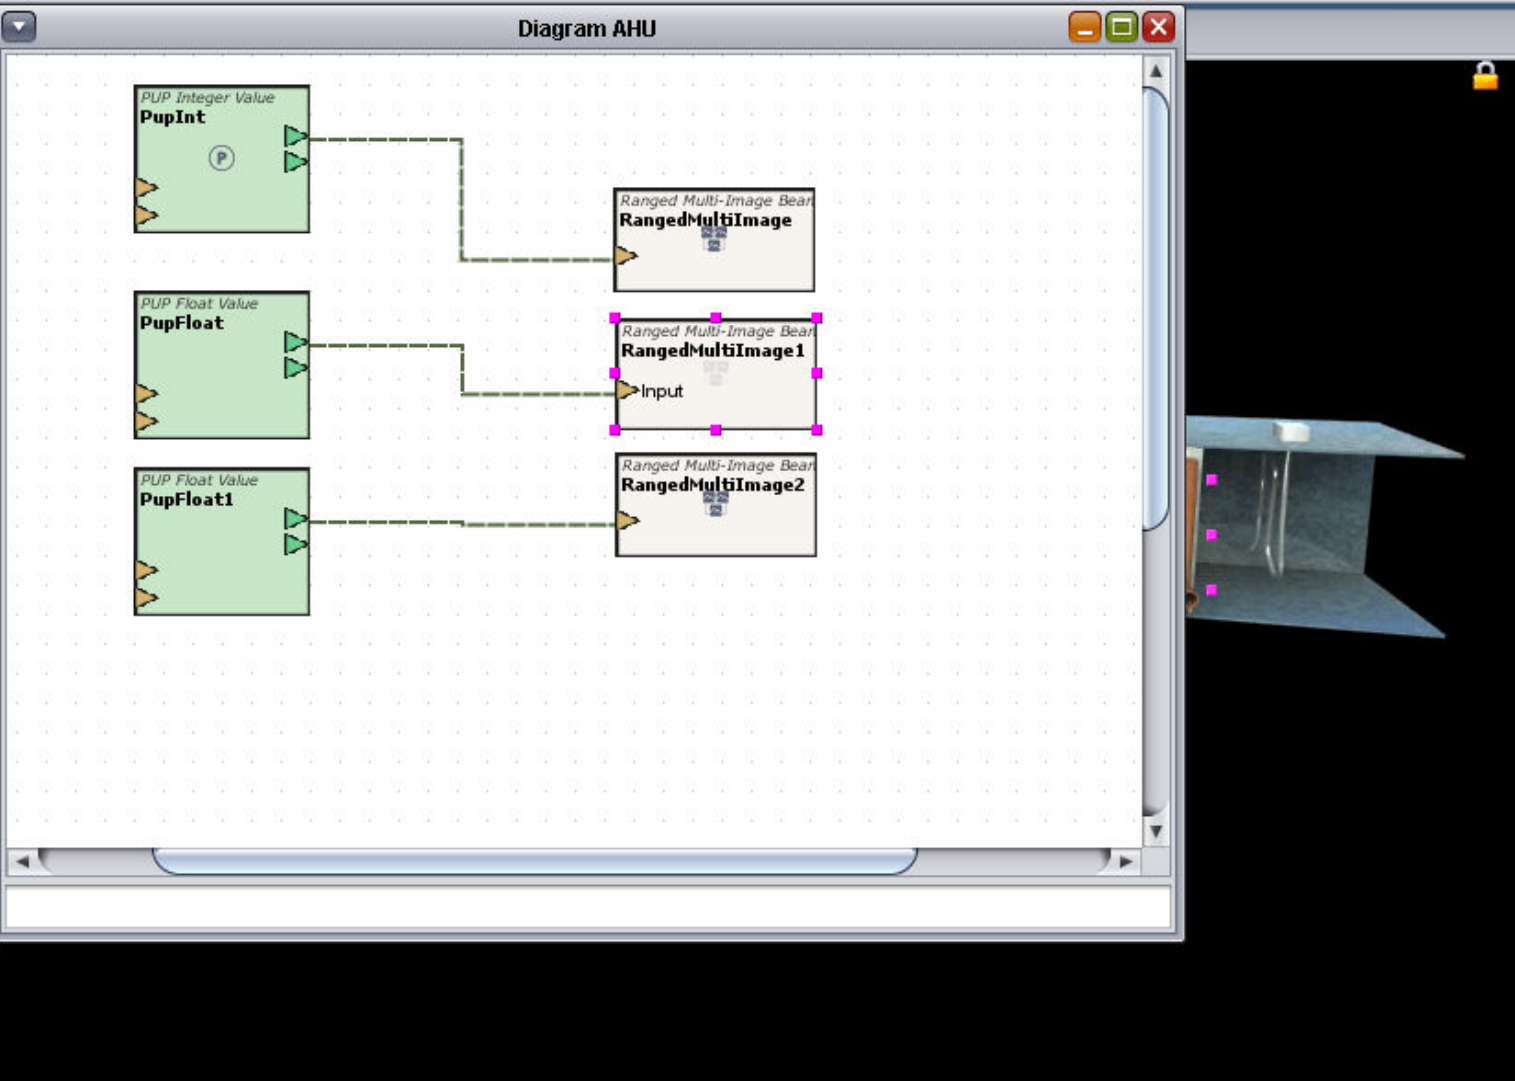 Diagram AHU
PUP Integer Value
PupInt
P
Ranged Multi-Image Bean
RangedMultiImage
PUP Float Value
PupFloat
Ranged Multi-Image Bean
RangedMultiImage1
Input
PUP Float Value
PupFloat1
Ranged Multi-Image Bean
RangedMultiImage2